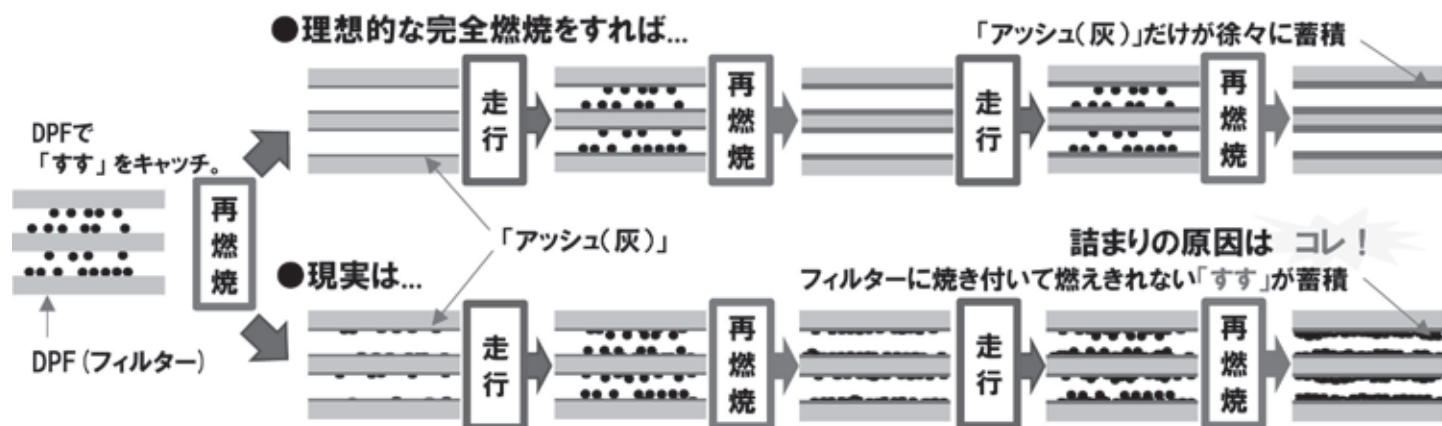 ●理想的な完全燃焼をすれば...
「アッシュ(灰)」だけが徐々に蓄積
走行
再燃焼
走行
再燃焼
DPFで
「すす」をキャッチ。
再燃焼
DPF(フィルター)
「アッシュ(灰)」
●現実は...
詰まりの原因は コレ!
フィルターに焼き付いて燃えきれない「すす」が蓄積
走行
再燃焼
走行
再燃焼